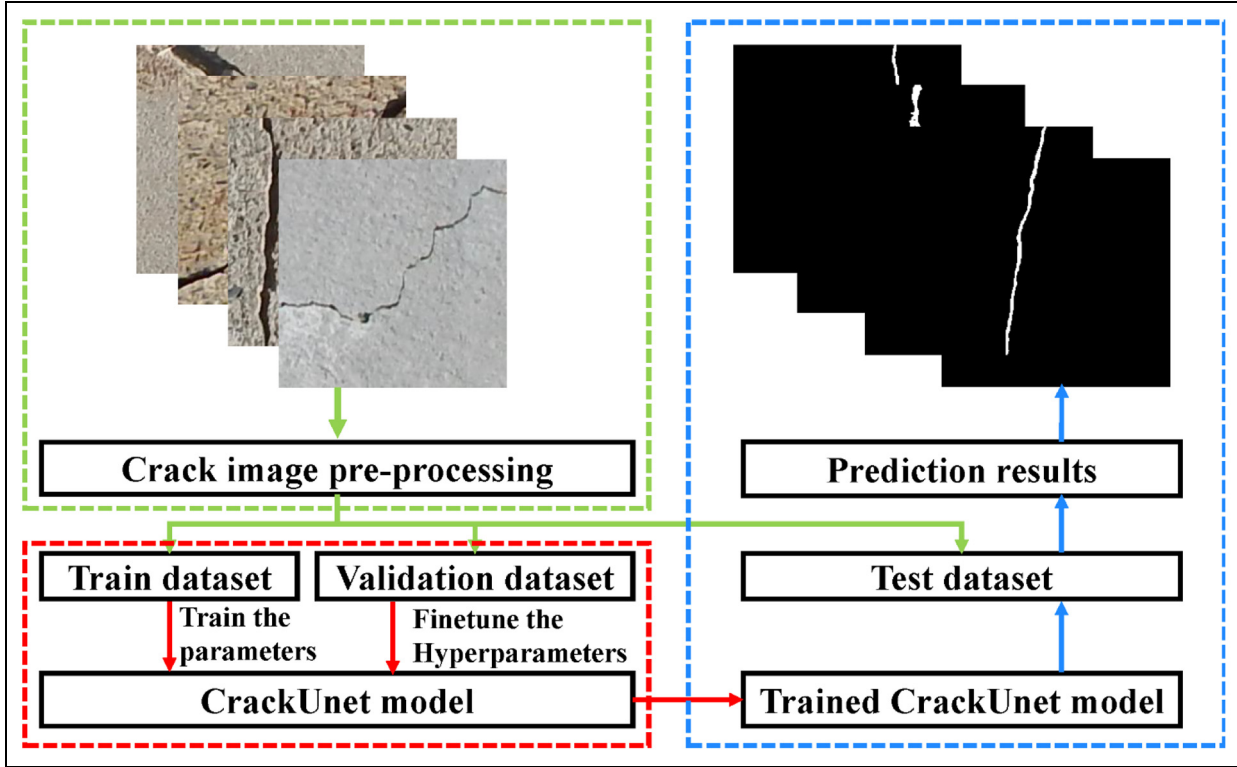 Crack image pre-processing
Prediction results
Train dataset
Validation dataset
Test dataset
Train the
parameters
Finetune the
Hyperparameters
CrackUnet model
Trained CrackUnet model